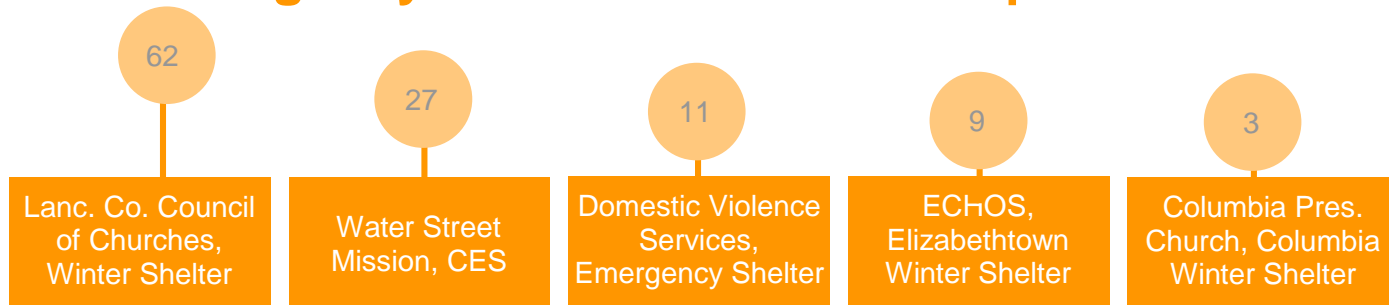 62
27
11
9
3
Lanc. Co. Council
of Churches,
Winter Shelter
Water Street
Mission, CES
Domestic Violence
Services,
Emergency Shelter
ECHOS,
Elizabethtown
Winter Shelter
Columbia Pres.
Church, Columbia
Winter Shelter